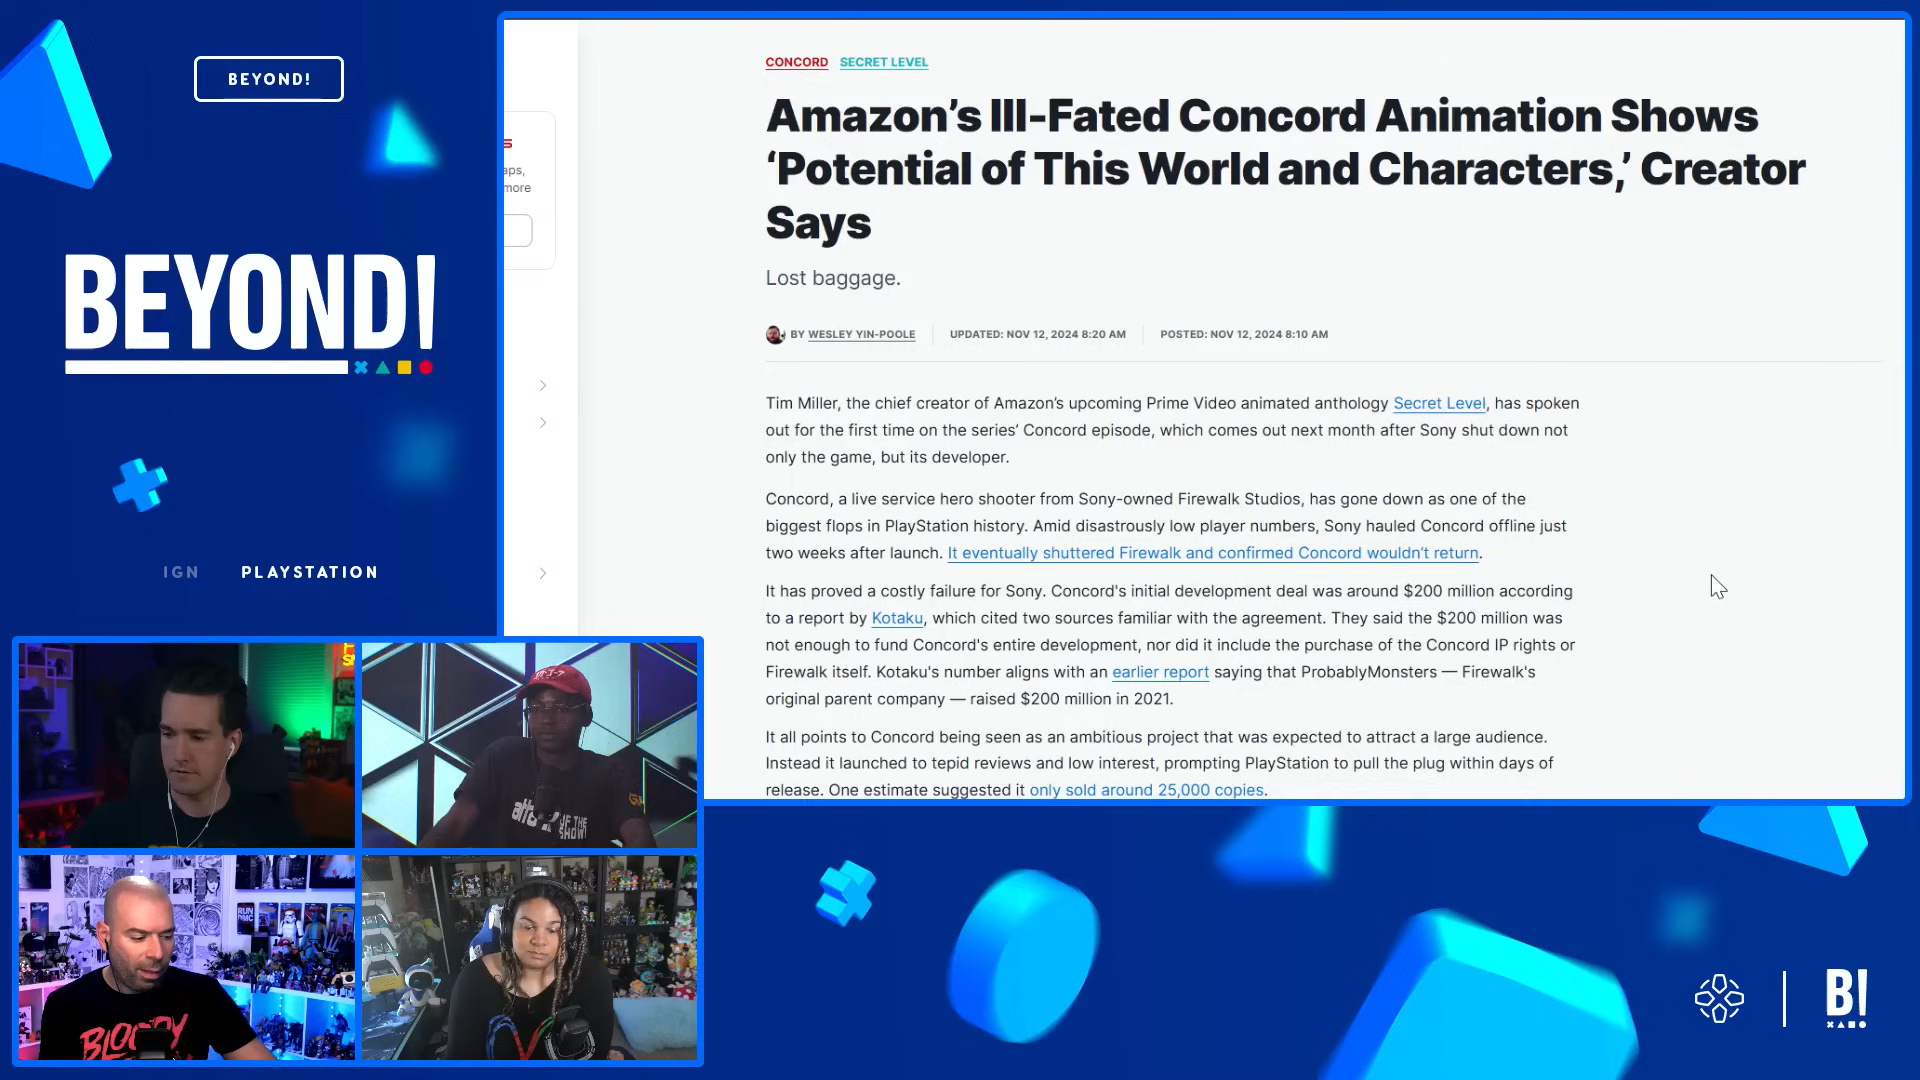 BEYOND!
BEYOND!
IGN PLAYSTATION
aps,
more
CONCORD SECRET LEVEL
Amazon’s Ill-Fated Concord Animation Shows
‘Potential of This World and Characters,’ Creator
Says
Lost baggage.
BY WESLEY YIN-POOLE UPDATED: NOV 12, 2024 8:20 AM POSTED: NOV 12, 2024 8:10 AM
Tim Miller, the chief creator of Amazon’s upcoming Prime Video animated anthology Secret Level, has spoken
out for the first time on the series’ Concord episode, which comes out next month after Sony shut down not
only the game, but its developer.
Concord, a live service hero shooter from Sony-owned Firewalk Studios, has gone down as one of the
biggest flops in PlayStation history. Amid disastrously low player numbers, Sony hauled Concord offline just
two weeks after launch. It eventually shuttered Firewalk and confirmed Concord wouldn’t return.
It has proved a costly failure for Sony. Concord's initial development deal was around $200 million according
to a report by Kotaku, which cited two sources familiar with the agreement. They said the $200 million was
not enough to fund Concord's entire development, nor did it include the purchase of the Concord IP rights or
Firewalk itself. Kotaku's number aligns with an earlier report saying that ProbablyMonsters — Firewalk's
original parent company — raised $200 million in 2021.
It all points to Concord being seen as an ambitious project that was expected to attract a large audience.
Instead it launched to tepid reviews and low interest, prompting PlayStation to pull the plug within days of
release. One estimate suggested it only sold around 25,000 copies.
UP THE
SHOW!
RUN
DMC
BLOODY
B!